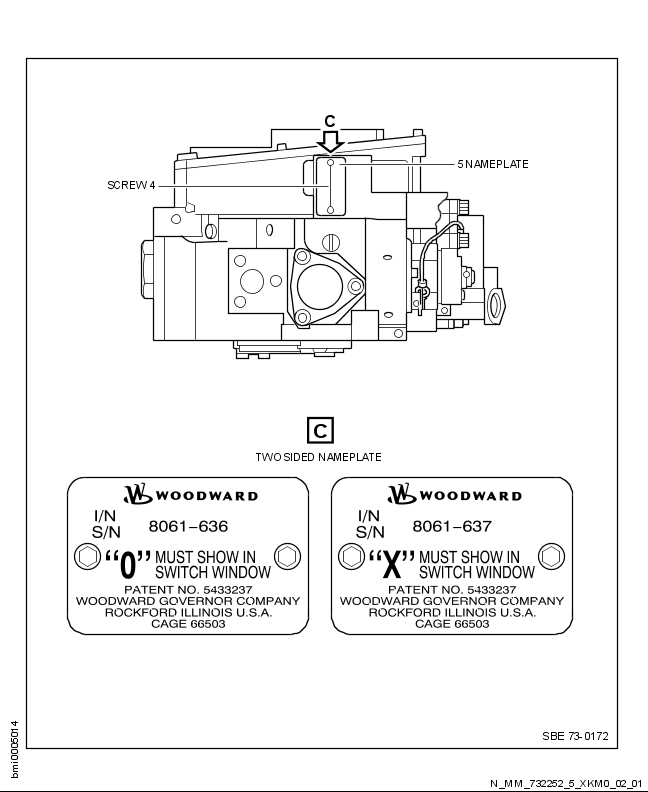 C
5 NAMEPLATE
SCREW 4
C
TWO SIDED NAMEPLATE
WOODWARD
I/N
S/N
8061-636
"0" MUST SHOW IN
SWITCH WINDOW
PATENT NO. 5433237
WOODWARD GOVERNOR COMPANY
ROCKFORD ILLINOIS U.S.A.
CAGE 66503
WOODWARD
I/N
S/N
8061-637
"X" MUST SHOW IN
SWITCH WINDOW
PATENT NO. 5433237
WOODWARD GOVERNOR COMPANY
ROCKFORD ILLINOIS U.S.A.
CAGE 66503
SBE 73-0172
bmi0005014
N_MM_732252_5_XKM0_02_01